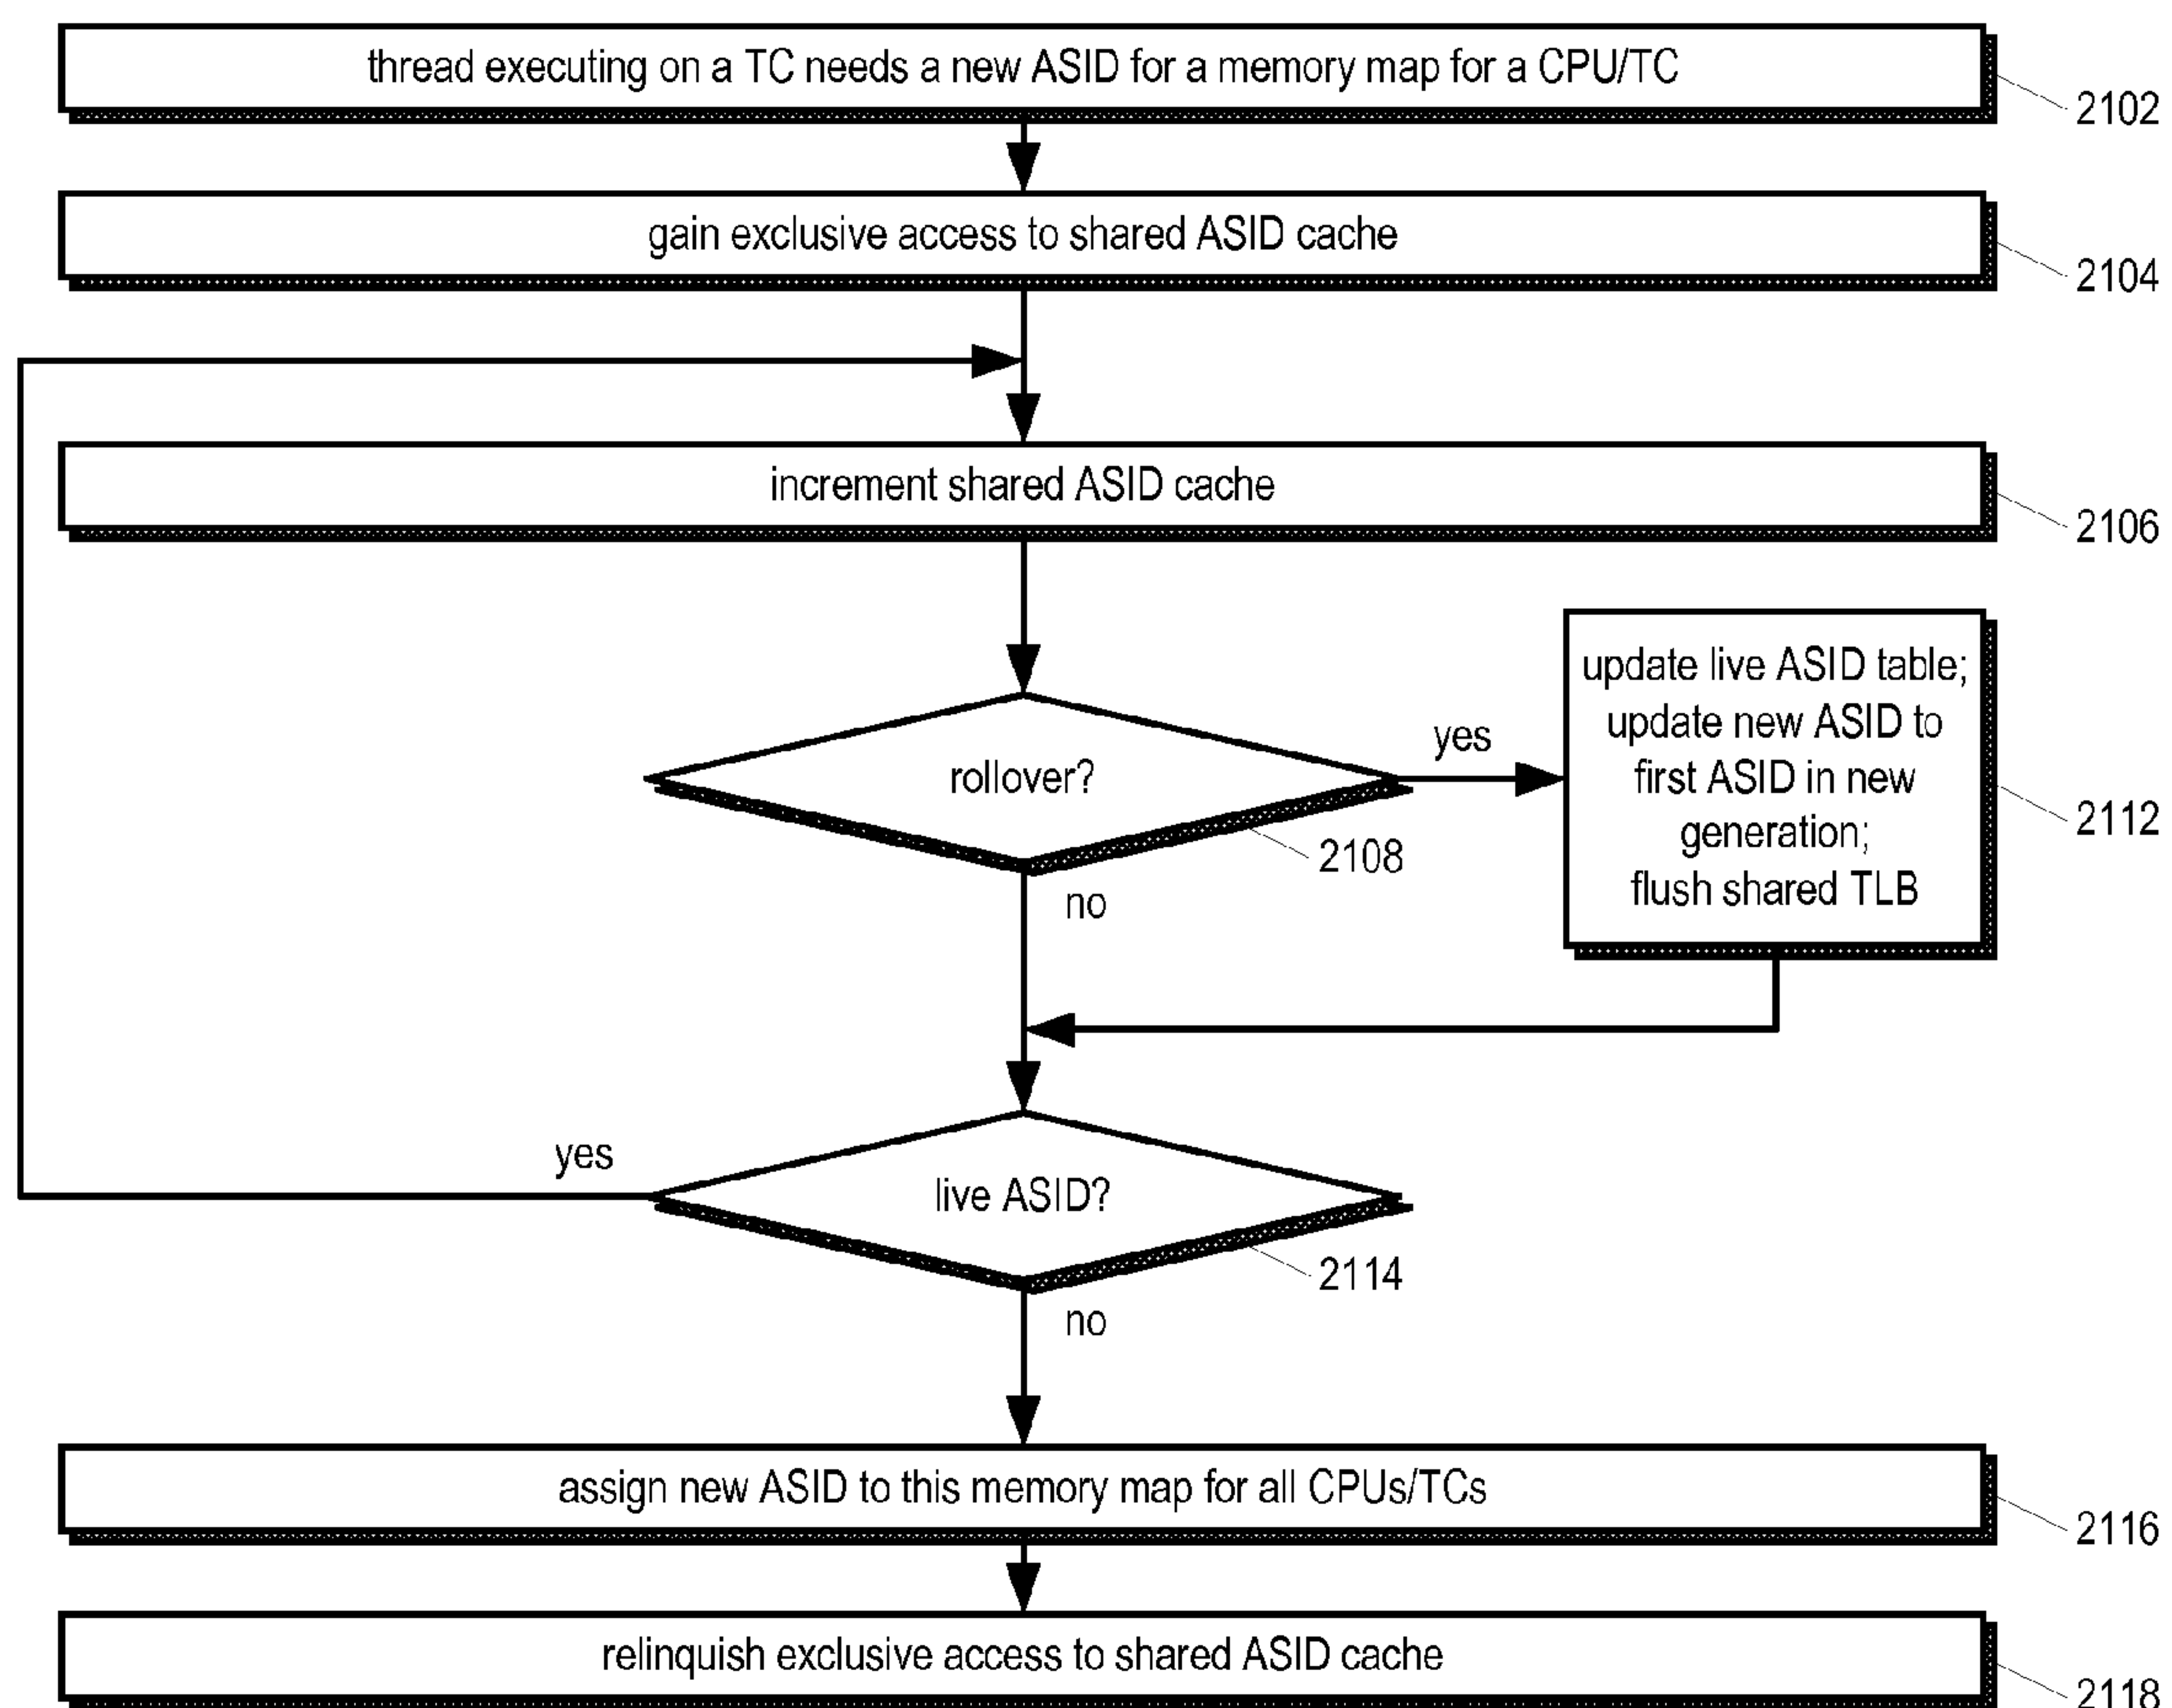 thread executing on a TC needs a new ASID for a memory map for a CPU/TC
2102
gain exclusive access to shared ASID cache
2104
increment shared ASID cache
2106
rollover?
2108
yes
no
update live ASID table;
update new ASID to
first ASID in new
generation;
flush shared TLB
2112
live ASID?
2114
yes
no
assign new ASID to this memory map for all CPUs/TCs
2116
relinquish exclusive access to shared ASID cache
2118